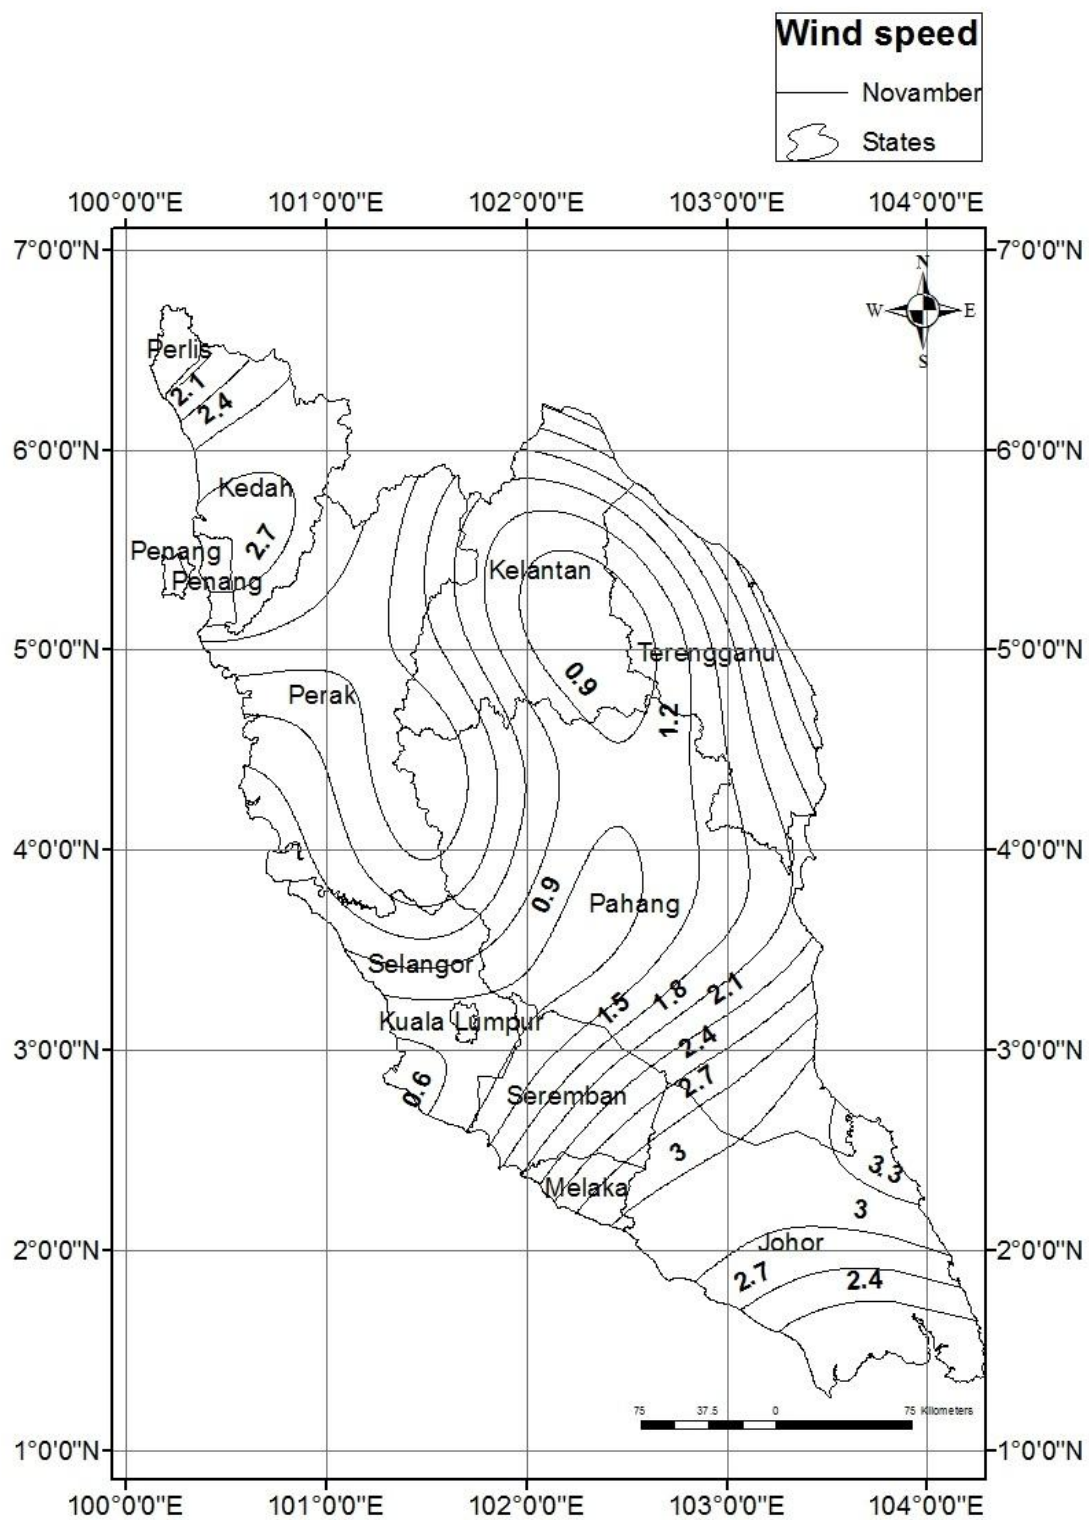 Wind speed
Novamber
States
100°0'0"E 101°0'0"E 102°0'0"E 103°0'0"E 104°0'0"E
7°0'0"N 7°0'0"N
N
W E
S
Perlis
2.1
2.4
6°0'0"N 6°0'0"N
Kedah
2.7
Penang
Penang
Kelantan
5°0'0"N Terengganu 5°0'0"N
0.9
Perak
1.2
4°0'0"N 4°0'0"N
0.9
Pahang
Selangor
1.5 1.8 2.1
Kuala Lumpur
2.4
3°0'0"N 3°0'0"N
0.6
2.7
Seremban
3
3.3
Melaka
3
2°0'0"N Johor 2°0'0"N
2.7 2.4
75 37.5 0 75 Kilometers
1°0'0"N 1°0'0"N
100°0'0"E 101°0'0"E 102°0'0"E 103°0'0"E 104°0'0"E